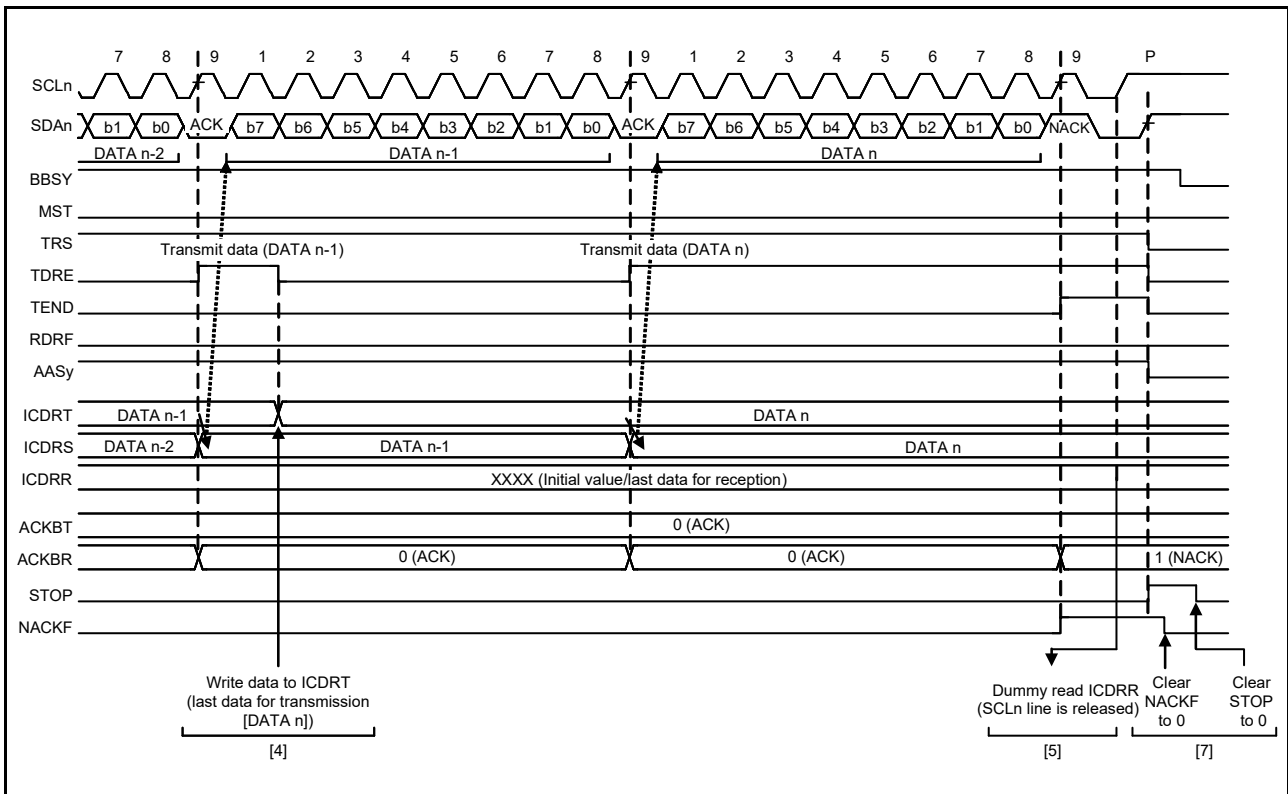 7 8 9 1 2 3 4 5 6 7 8 9 1 2 3 4 5 6 7 8 9 P
SCLn
SDAn b1 b0 ACK b7 b6 b5 b4 b3 b2 b1 b0 ACK b7 b6 b5 b4 b3 b2 b1 b0 NACK
DATA n-2 DATA n-1 DATA n
BBSY
MST
TRS
Transmit data (DATA n-1) Transmit data (DATA n)
TDRE
TEND
RDRF
AASy
ICDRT DATA n-1 DATA n
ICDRS DATA n-2 DATA n-1 DATA n
ICDRR XXXX (Initial value/last data for reception)
ACKBT 0 (ACK)
ACKBR 0 (ACK) 0 (ACK) 1 (NACK)
STOP
NACKF
Write data to ICDRT
(last data for transmission
[DATA n])
[4]
Dummy read ICDRR
(SCLn line is released)
[5]
Clear
NACKF
to 0
Clear
STOP
to 0
[7]